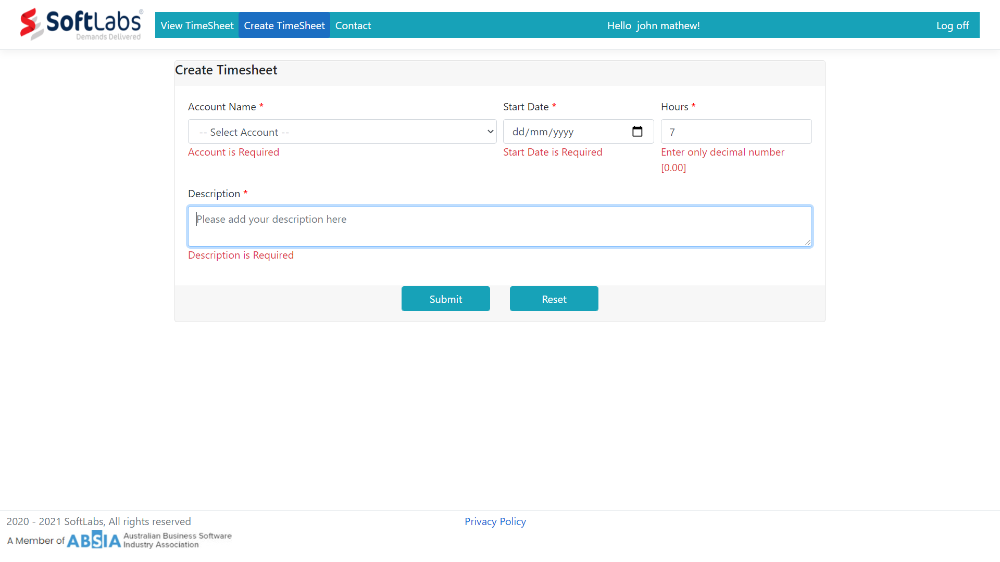 SoftLabs®
Demands Delivered
View TimeSheet Create TimeSheet Contact Hello john mathew! Log off
Create Timesheet
Account Name * Start Date * Hours *
-- Select Account -- dd/mm/yyyy 7
Account is Required Start Date is Required Enter only decimal number
[0.00]
Description *
Please add your description here
Description is Required
Submit Reset
2020 - 2021 SoftLabs, All rights reserved Privacy Policy
A Member of ABSIA Australian Business Software
Industry Association